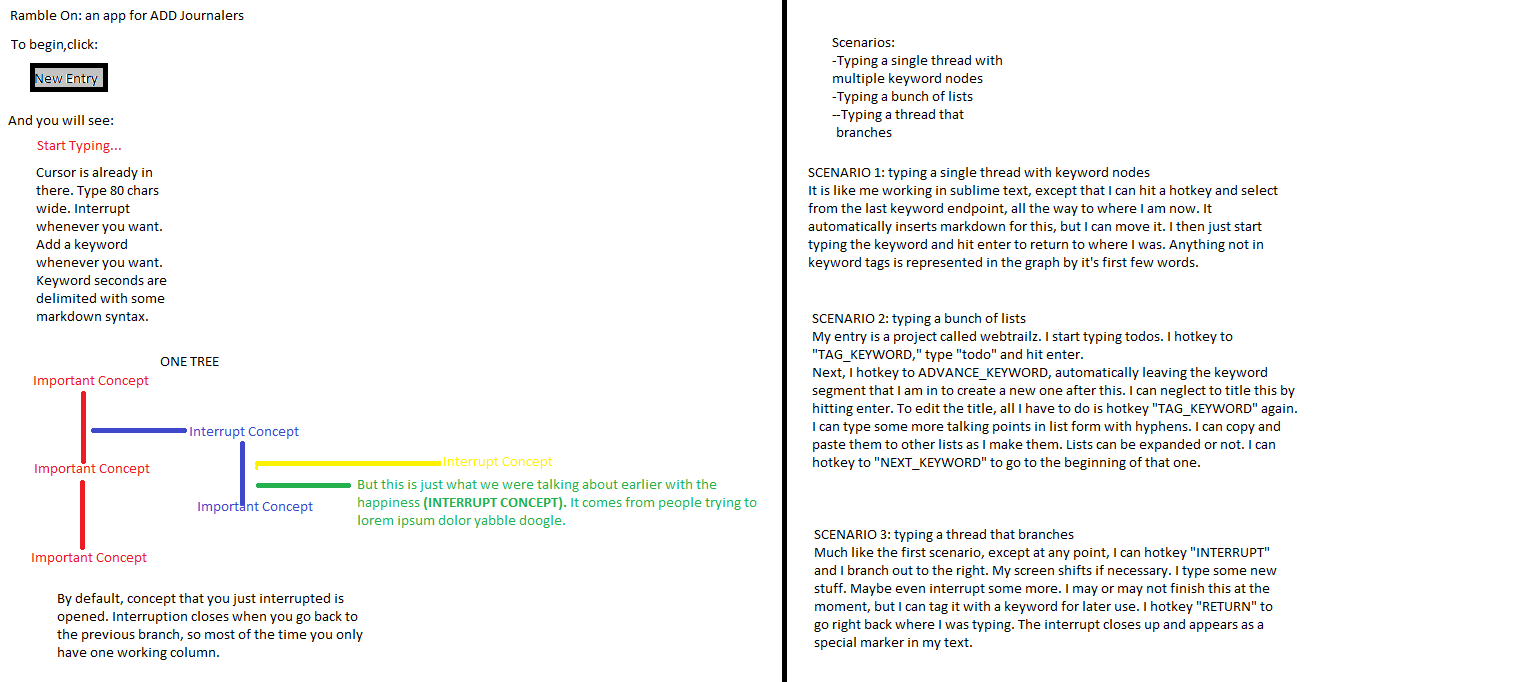 Ramble On: an app for ADD Journalers
To begin,click:
New Entry
And you will see:
Start Typing...
Cursor is already in
there. Type 80 chars
wide. Interrupt
whenever you want.
Add a keyword
whenever you want.
Keyword seconds are
delimited with some
markdown syntax.
ONE TREE
Important Concept
Interrupt Concept
Important Concept
Interrupt Concept
But this is just what we were talking about earlier with the
happiness (INTERRUPT CONCEPT). It comes from people trying to
lorem ipsum dolor yabble doogle.
Important Concept
Important Concept
By default, concept that you just interrupted is
opened. Interruption closes when you go back to
the previous branch, so most of the time you only
have one working column.
Scenarios:
-Typing a single thread with
multiple keyword nodes
-Typing a bunch of lists
--Typing a thread that
branches
SCENARIO 1: typing a single thread with keyword nodes
It is like me working in sublime text, except that I can hit a hotkey and select
from the last keyword endpoint, all the way to where I am now. It
automatically inserts markdown for this, but I can move it. I then just start
typing the keyword and hit enter to return to where I was. Anything not in
keyword tags is represented in the graph by it's first few words.
SCENARIO 2: typing a bunch of lists
My entry is a project called webtrailz. I start typing todos. I hotkey to
"TAG_KEYWORD," type "todo" and hit enter.
Next, I hotkey to ADVANCE_KEYWORD, automatically leaving the keyword
segment that I am in to create a new one after this. I can neglect to title this by
hitting enter. To edit the title, all I have to do is hotkey "TAG_KEYWORD" again.
I can type some more talking points in list form with hyphens. I can copy and
paste them to other lists as I make them. Lists can be expanded or not. I can
hotkey to "NEXT_KEYWORD" to go to the beginning of that one.
SCENARIO 3: typing a thread that branches
Much like the first scenario, except at any point, I can hotkey "INTERRUPT"
and I branch out to the right. My screen shifts if necessary. I type some new
stuff. Maybe even interrupt some more. I may or may not finish this at the
moment, but I can tag it with a keyword for later use. I hotkey "RETURN" to
go right back where I was typing. The interrupt closes up and appears as a
special marker in my text.